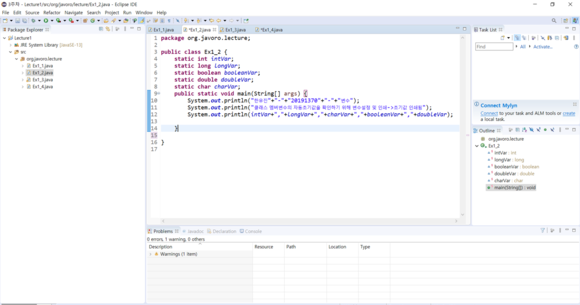 Lecture1/src/org/javoro/lecture/Ex1_2.java - Eclipse IDE
File Edit Source Refactor Navigate Search Project Run Window Help
Package Explorer
Lecture1
JRE System Library [JavaSE-13]
src
org.javoro.lecture
Ex1_1.java
Ex1_2.java
Ex1_3.java
Ex1_4.java
Ex1_1.java
*Ex1_2.java
Ex1_3.java
*Ex1_4.java
1 package org.javoro.lecture;
2
3 public class Ex1_2 {
4 static int intVar;
5 static long longVar;
6 static boolean booleanVar;
7 static double doubleVar;
8 static char charVar;
9 public static void main(String[] args) {
10 System.out.println("한유민"+"-"+"20191370"+"-"+"변수");
11 System.out.println("클래스 멤버변수의 자동초기값을 확인하기 위해 변수설정 및 인쇄->초기값 인쇄됨");
12 System.out.println(intVar+","+longVar+","+charVar+","+booleanVar+","+doubleVar);
13
14 }
15
16 }
17
Task List
Find
All
Activate...
Connect Mylyn
Connect to your task and ALM tools or create
a local task.
Outline
org.javoro.lecture
Ex1_2
intVar : int
longVar : long
booleanVar : boolean
doubleVar : double
charVar : char
main(String[]) : void
Problems
Javadoc
Declaration
Console
0 errors, 1 warning, 0 others
Description Resource Path Location Type
Warnings (1 item)